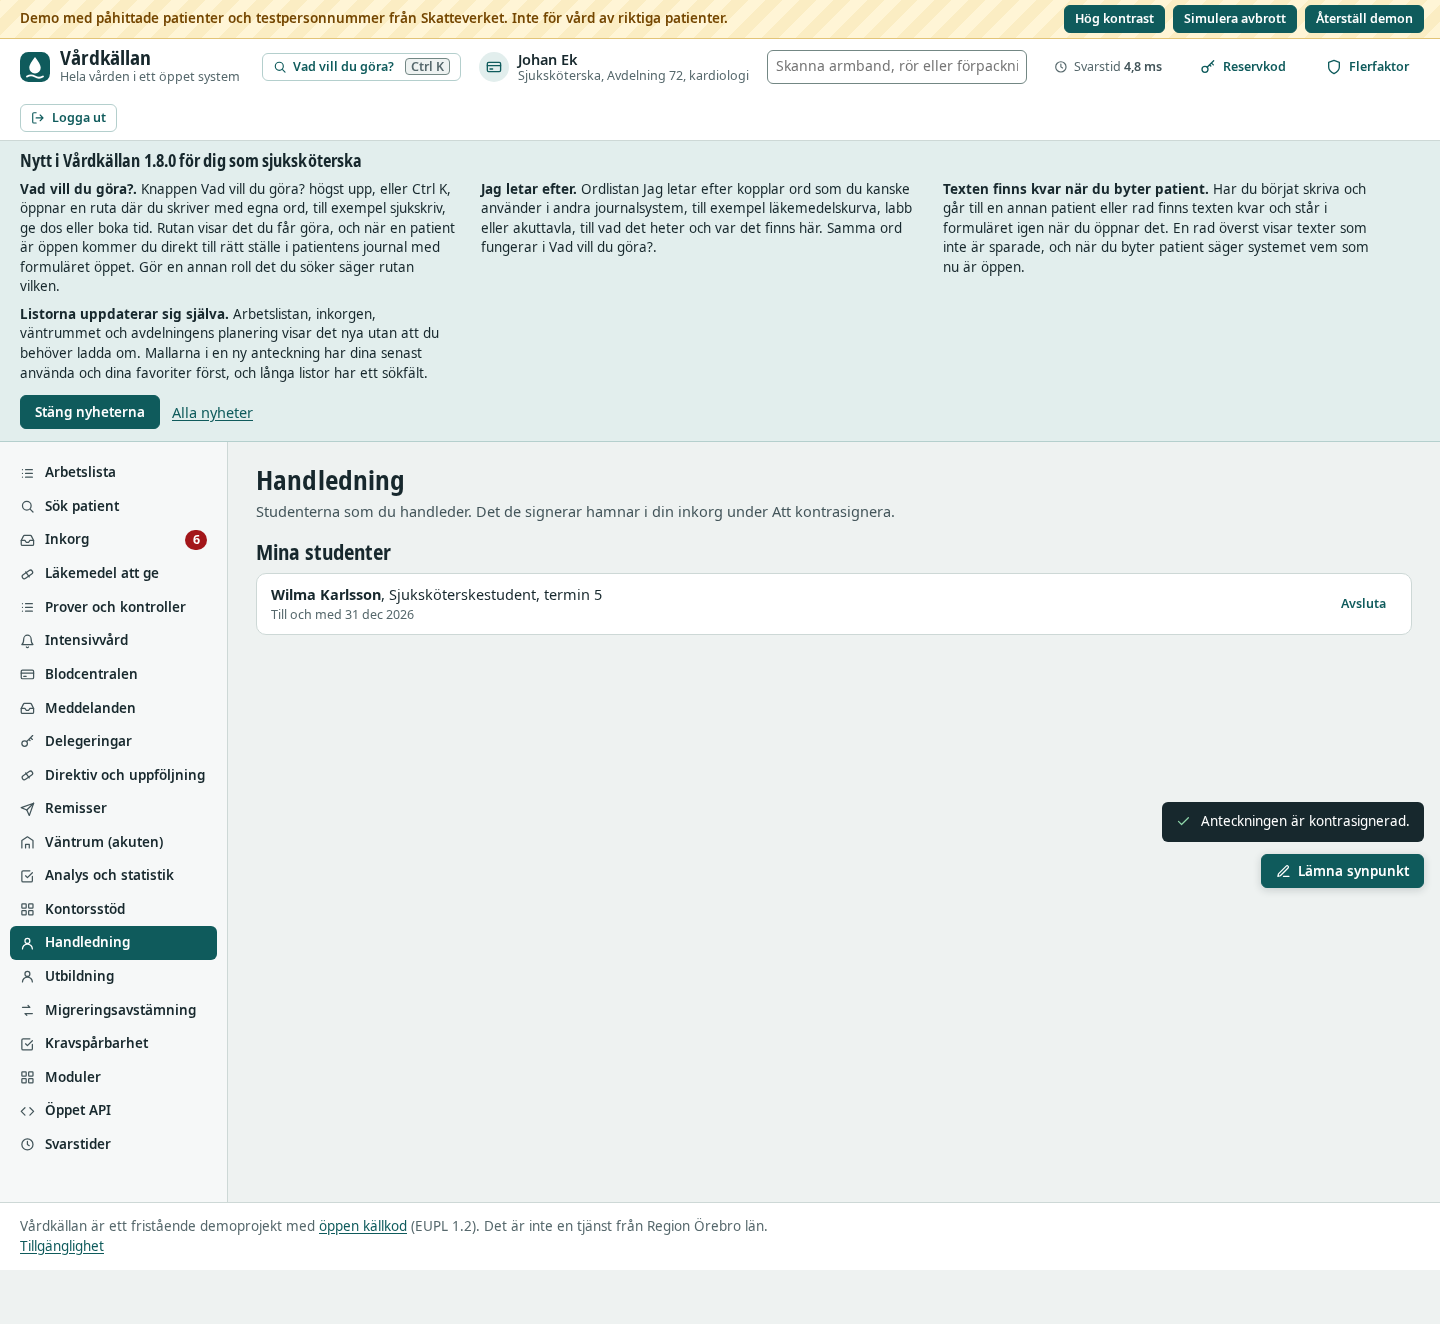 Demo med påhittade patienter och testpersonnummer från Skatteverket. Inte för vård av riktiga patienter.
Hög kontrast
Simulera avbrott
Återställ demon
Vårdkällan
Hela vården i ett öppet system
Vad vill du göra? Ctrl K
Johan Ek
Sjuksköterska, Avdelning 72, kardiologi
Skanna armband, rör eller förpackni
Svarstid 4,8 ms
Reservkod
Flerfaktor
Logga ut
Nytt i Vårdkällan 1.8.0 för dig som sjuksköterska
Vad vill du göra?. Knappen Vad vill du göra? högst upp, eller Ctrl K,
öppnar en ruta där du skriver med egna ord, till exempel sjukskriv,
ge dos eller boka tid. Rutan visar det du får göra, och när en patient
är öppen kommer du direkt till rätt ställe i patientens journal med
formuläret öppet. Gör en annan roll det du söker säger rutan
vilken.
Jag letar efter. Ordlistan Jag letar efter kopplar ord som du kanske
använder i andra journalsystem, till exempel läkemedelskurva, labb
eller akuttavla, till vad det heter och var det finns här. Samma ord
fungerar i Vad vill du göra?.
Texten finns kvar när du byter patient. Har du börjat skriva och
går till en annan patient eller rad finns texten kvar och står i
formuläret igen när du öppnar det. En rad överst visar texter som
inte är sparade, och när du byter patient säger systemet vem som
nu är öppen.
Listorna uppdaterar sig själva. Arbetslistan, inkorgen,
väntrummet och avdelningens planering visar det nya utan att du
behöver ladda om. Mallarna i en ny anteckning har dina senast
använda och dina favoriter först, och långa listor har ett sökfält.
Stäng nyheterna
Alla nyheter
Arbetslista
Sök patient
Inkorg 6
Läkemedel att ge
Prover och kontroller
Intensivvård
Blodcentralen
Meddelanden
Delegeringar
Direktiv och uppföljning
Remisser
Väntrum (akuten)
Analys och statistik
Kontorsstöd
Handledning
Utbildning
Migreringsavstämning
Kravspårbarhet
Moduler
Öppet API
Svarstider
Handledning
Studenterna som du handleder. Det de signerar hamnar i din inkorg under Att kontrasignera.
Mina studenter
Wilma Karlsson, Sjuksköterskestudent, termin 5
Till och med 31 dec 2026
Avsluta
Anteckningen är kontrasignerad.
Lämna synpunkt
Vårdkällan är ett fristående demoprojekt med öppen källkod (EUPL 1.2). Det är inte en tjänst från Region Örebro län.
Tillgänglighet